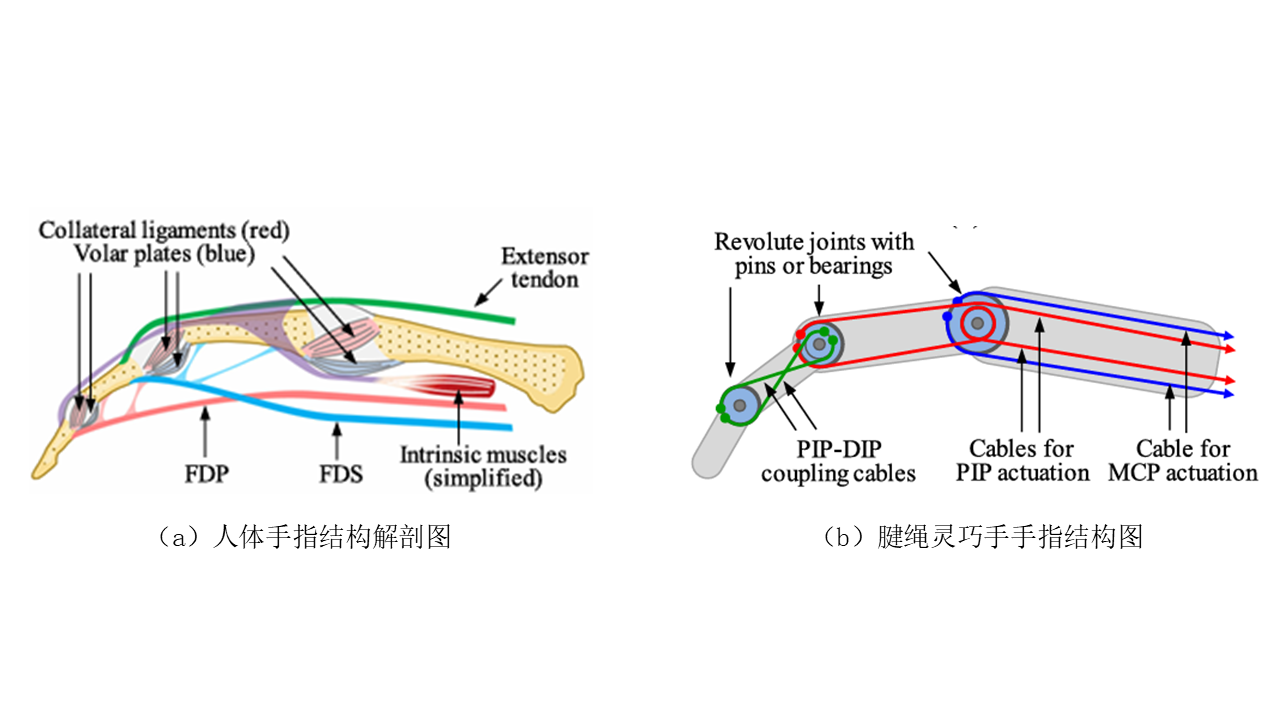 Collateral ligaments (red)
Volar plates (blue)
Extensor
tendon
FDP
FDS
Intrinsic muscles
(simplified)
(a)人体手指结构解剖图
Revolute joints with
pins or bearings
PIP-DIP
coupling cables
Cables for
PIP actuation
Cable for
MCP actuation
(b)腱绳灵巧手手指结构图